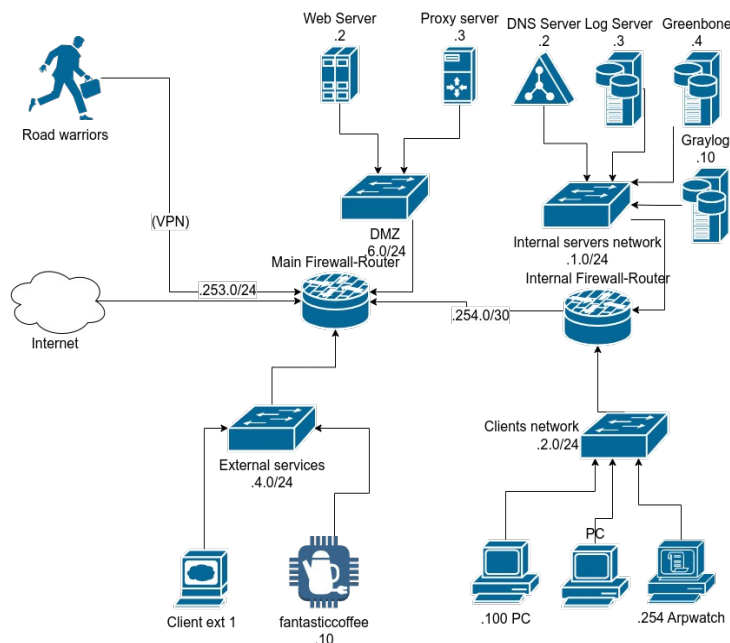 Web Server
.2
Proxy server
.3
DNS Server
.2
Log Server
.3
Greenbone
.4
Road warriors
Graylog
.10
(VPN)
DMZ
.6.0/24
Internal servers network
.1.0/24
Main Firewall-Router
Internal Firewall-Router
.253.0/24
.254.0/30
Internet
External services
.4.0/24
Clients network
.2.0/24
PC
Client ext 1
fantasticcoffee
.10
.100 PC
.254 Arpwatch